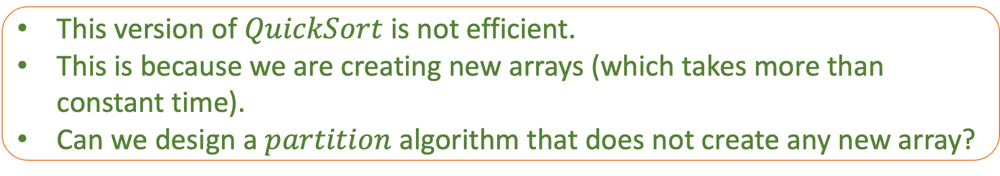 • This version of QuickSort is not efficient.
• This is because we are creating new arrays (which takes more than
constant time).
• Can we design a partition algorithm that does not create any new array?